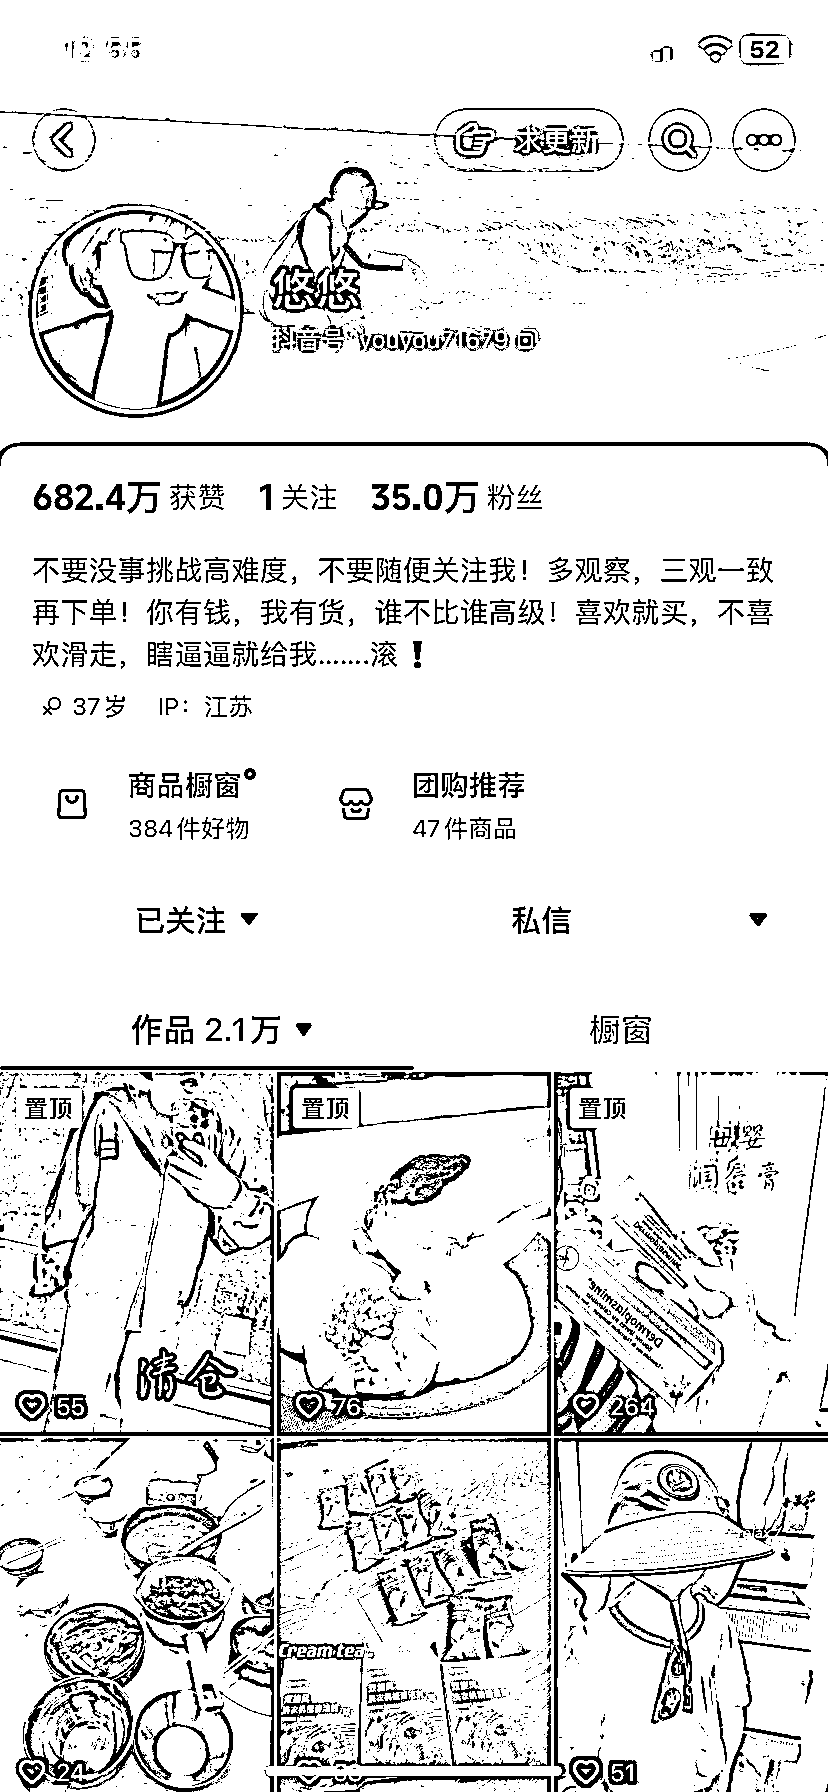 52
求更新
悠悠
抖音号: youyou71679
682.4万 获赞 1 关注 35.0万 粉丝
不要没事挑战高难度，不要随便关注我！多观察，三观一致
再下单！你有钱，我有货，谁不比谁高级！喜欢就买，不喜
欢滑走，瞎逼逼就给我.......滚❗
37岁 IP：江苏
商品橱窗 团购推荐
384件好物 47件商品
已关注 私信
作品 2.1万 橱窗
置顶 置顶 置顶
母婴
润唇膏
清仓
55 76 264
Cream tea
24 51